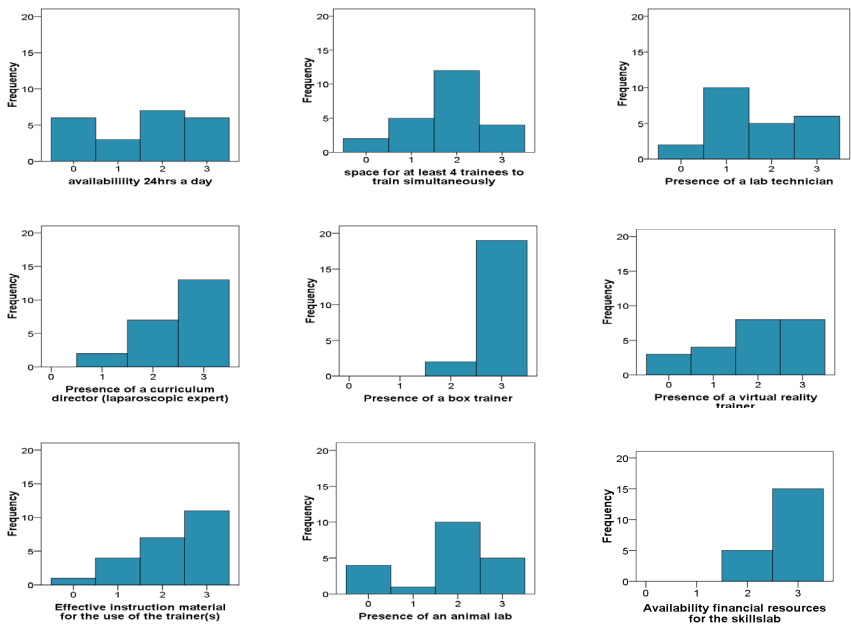 20
15
10
5
0
Frequency
0 1 2 3
availabilility 24hrs a day
20
15
10
5
0
Frequency
0 1 2 3
space for at least 4 trainees to
train simultaneously
20
15
10
5
0
Frequency
0 1 2 3
Presence of a lab technician
20
15
10
5
0
Frequency
0 1 2 3
Presence of a curriculum
director (laparoscopic expert)
20
15
10
5
0
Frequency
0 1 2 3
Presence of a box trainer
20
15
10
5
0
Frequency
0 1 2 3
Presence of a virtual reality
trainer
20
15
10
5
0
Frequency
0 1 2 3
Effective instruction material
for the use of the trainer(s)
20
15
10
5
0
Frequency
0 1 2 3
Presence of an animal lab
20
15
10
5
0
Frequency
0 1 2 3
Availability financial resources
for the skillslab